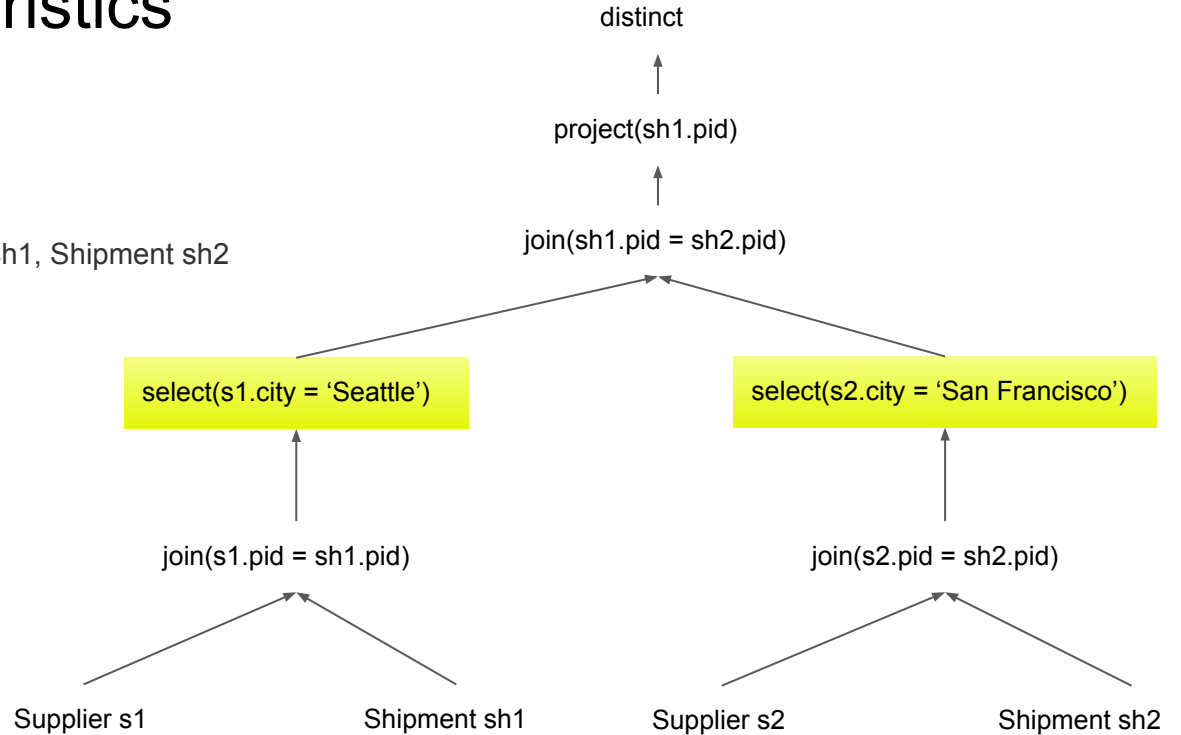 distinct
project(sh1.pid)
join(sh1.pid = sh2.pid)
Shipment sh2
select(s1.city = ‘Seattle’)
select(s2.city = ‘San Francisco’)
join(s1.pid = sh1.pid)
join(s2.pid = sh2.pid)
Supplier s1
Shipment sh1
Supplier s2
Shipment sh2